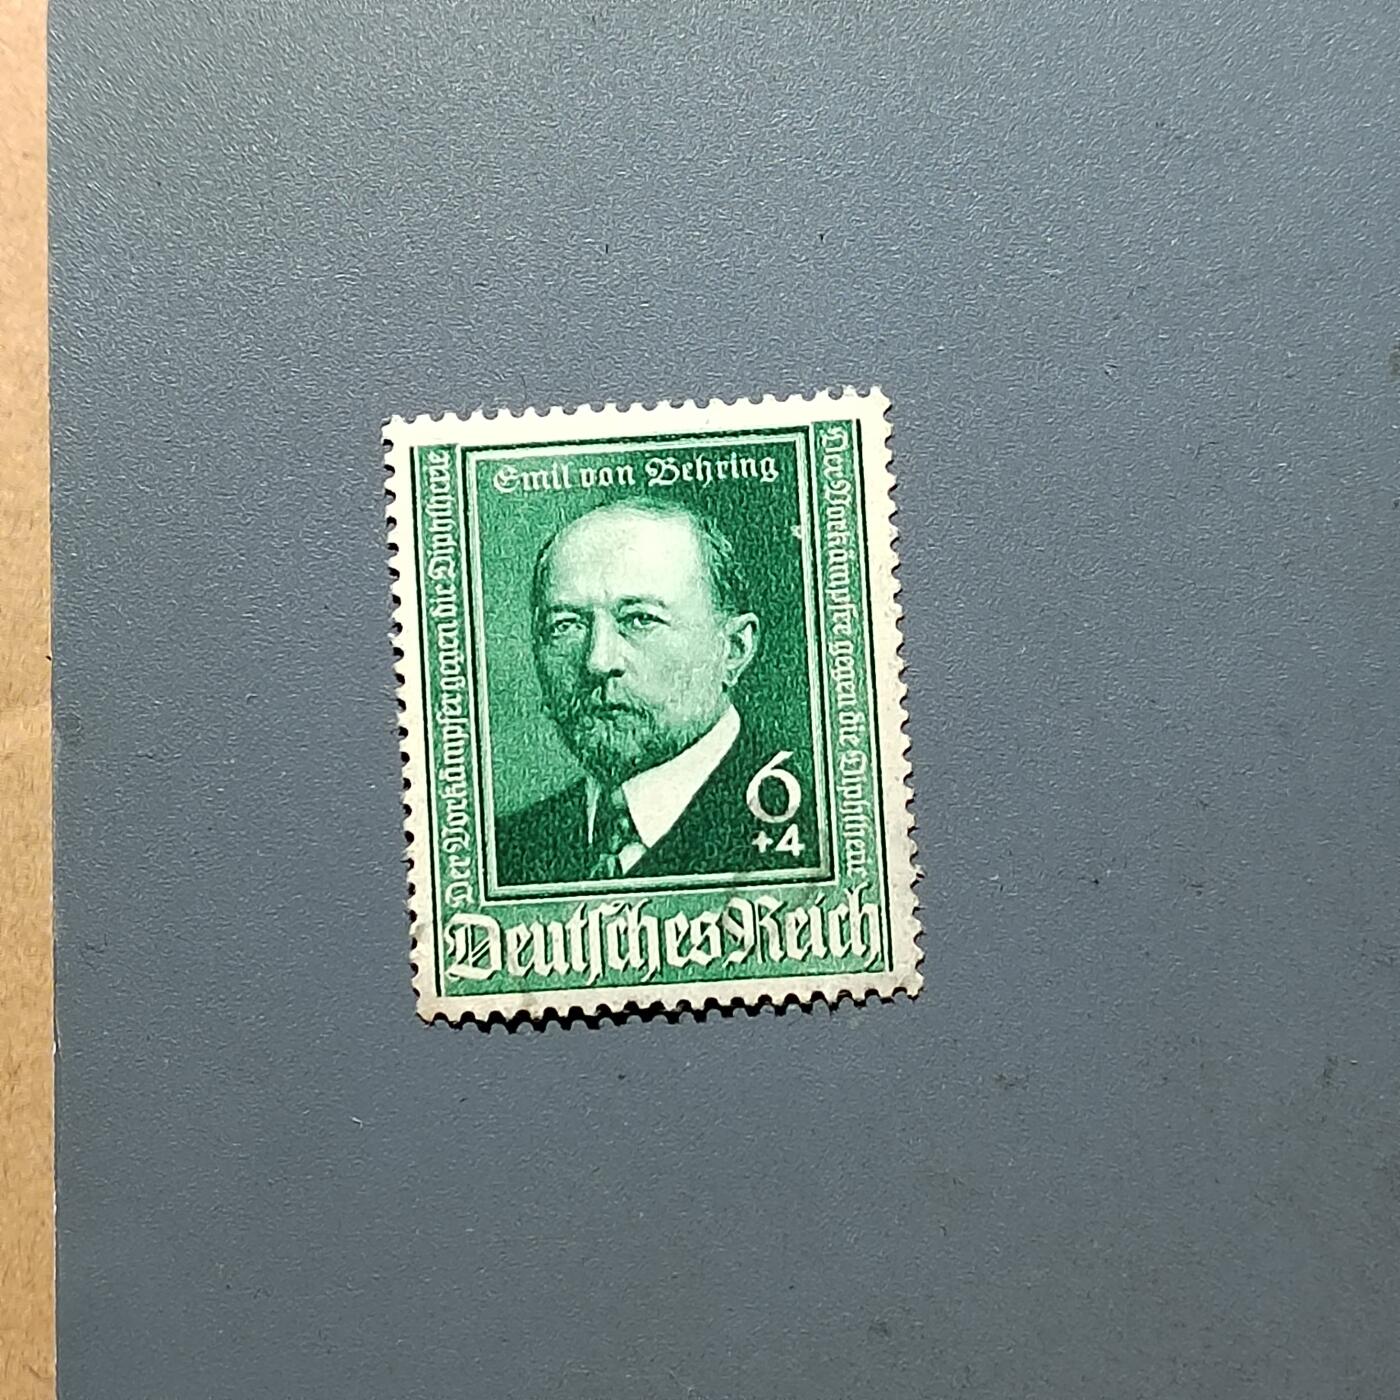 Emil von Behring
Der Vorkämpfer gegen die Diphtherie
Der Vorkämpfer gegen die Diphtherie
6
+4
Deutsches Reich